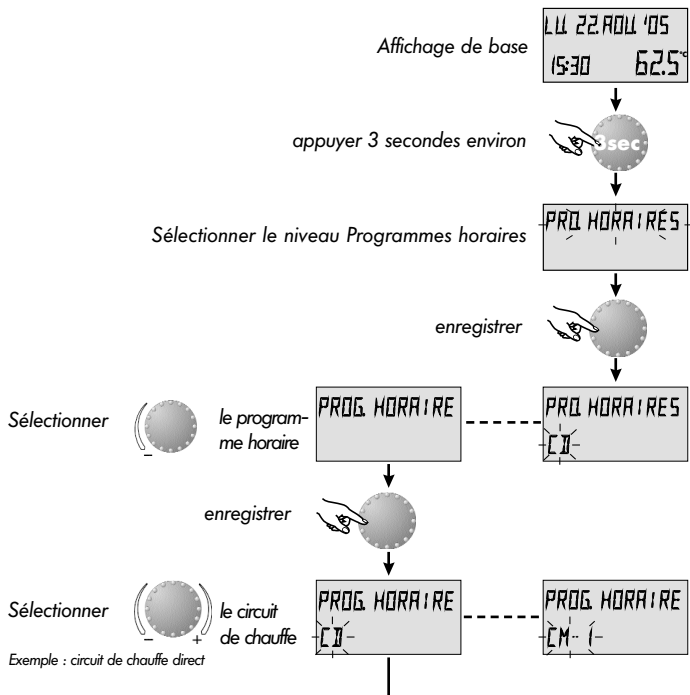 Affichage de base
LU. 22.AOU. '05
15:30 62.5°C
appuyer 3 secondes environ
3sec
Sélectionner le niveau Programmes horaires
PRO. HORAIRES
enregistrer
Sélectionner
–
le program-
me horaire
PROG. HORAIRE
PRO. HORAIRES
CD
enregistrer
Sélectionner
– +
le circuit
de chauffe
PROG. HORAIRE
CD
PROG. HORAIRE
CM- 1
Exemple : circuit de chauffe direct